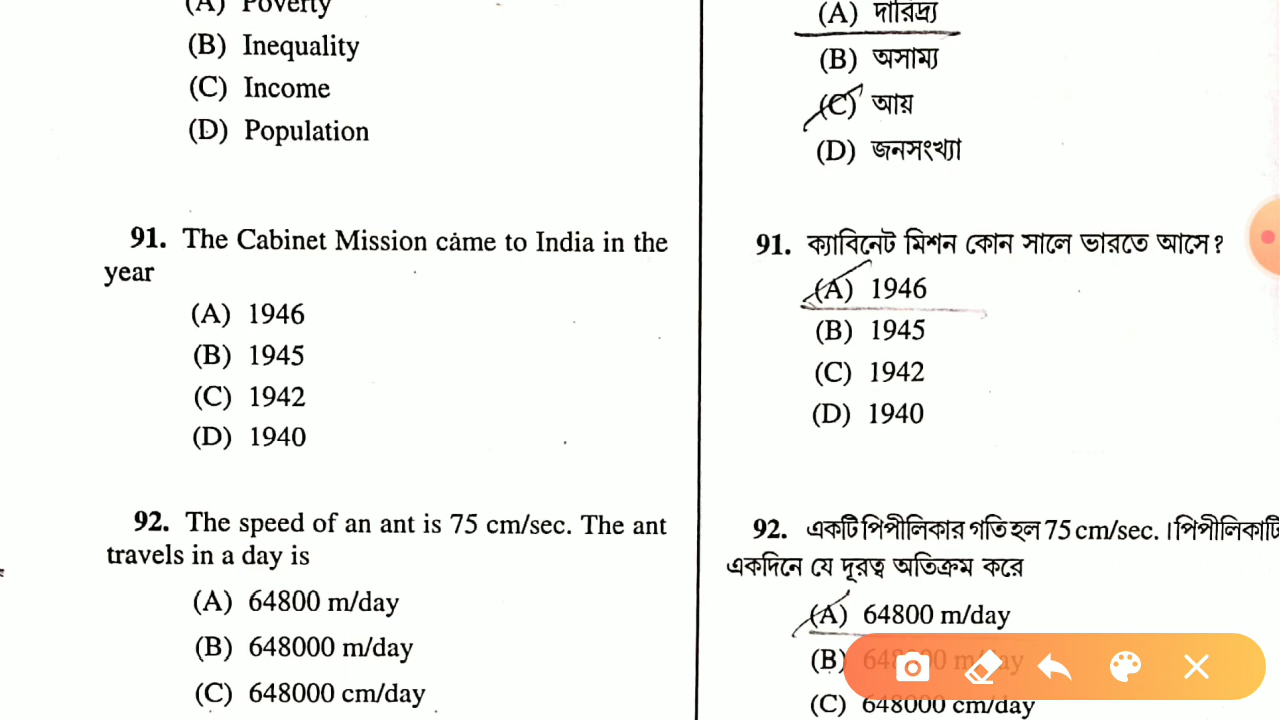 (A) Poverty
(B) Inequality
(C) Income
(D) Population
91. The Cabinet Mission came to India in the
year
(A) 1946
(B) 1945
(C) 1942
(D) 1940
92. The speed of an ant is 75 cm/sec. The ant
travels in a day is
(A) 64800 m/day
(B) 648000 m/day
(C) 648000 cm/day
(A) দারিদ্র্য
(B) অসাম্য
(C) আয়
(D) জনসংখ্যা
91. ক্যাবিনেট মিশন কোন সালে ভারতে আসে?
(A) 1946
(B) 1945
(C) 1942
(D) 1940
92. একটি পিপীলিকার গতি হল 75 cm/sec. । পিপীলিকাটি
একদিনে যে দূরত্ব অতিক্রম করে
(A) 64800 m/day
(B) 648000 m/day
(C) 648000 cm/day